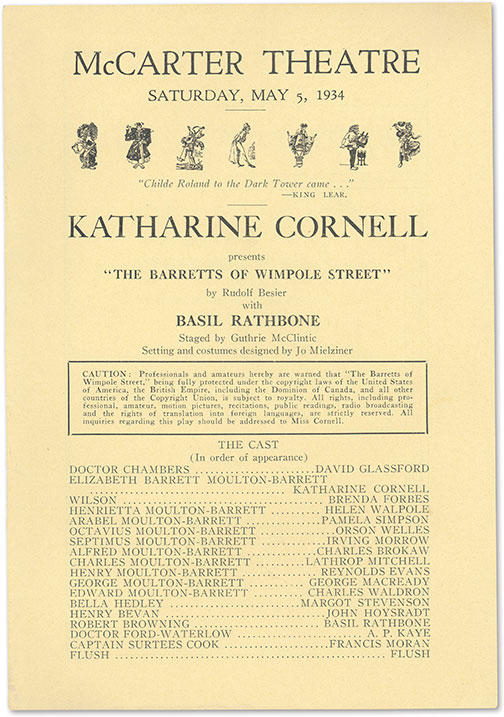 McCARTER THEATRE
SATURDAY, MAY 5, 1934
"Childe Roland to the Dark Tower came . . ."
—KING LEAR.
KATHARINE CORNELL
presents
"THE BARRETTS OF WIMPOLE STREET"
by Rudolf Besier
with
BASIL RATHBONE
Staged by Guthrie McClintic
Setting and costumes designed by Jo Mielziner
CAUTION: Professionals and amateurs hereby are warned that "The Barretts of
Wimpole Street," being fully protected under the copyright laws of the United States
of America, the British Empire, including the Dominion of Canada, and all other
countries of the Copyright Union, is subject to royalty. All rights, including pro-
fessional, amateur, motion pictures, recitations, public readings, radio broadcasting
and the rights of translation into foreign languages, are strictly reserved. All
inquiries regarding this play should be addressed to Miss Cornell.
THE CAST
(In order of appearance)
DOCTOR CHAMBERS ..................DAVID GLASSFORD
ELIZABETH BARRETT MOULTON-BARRETT
.............................. KATHARINE CORNELL
WILSON .............................. BRENDA FORBES
HENRIETTA MOULTON-BARRETT ........ HELEN WALPOLE
ARABEL MOULTON-BARRETT ..........PAMELA SIMPSON
OCTAVIUS MOULTON-BARRETT ..........ORSON WELLES
SEPTIMUS MOULTON-BARRETT ..........IRVING MORROW
ALFRED MOULTON-BARRETT ..........CHARLES BROKAW
CHARLES MOULTON-BARRETT ........LATHROP MITCHELL
HENRY MOULTON-BARRETT ............REYNOLDS EVANS
GEORGE MOULTON-BARRETT .......... GEORGE MACREADY
EDWARD MOULTON-BARRETT ........ CHARLES WALDRON
BELLA HEDLEY ....................MARGOT STEVENSON
HENRY BEVAN ........................JOHN HOYSRADT
ROBERT BROWNING ....................BASIL RATHBONE
DOCTOR FORD-WATERLOW ................ A. P. KAYE
CAPTAIN SURTEES COOK ..............FRANCIS MORAN
FLUSH ........................................FLUSH